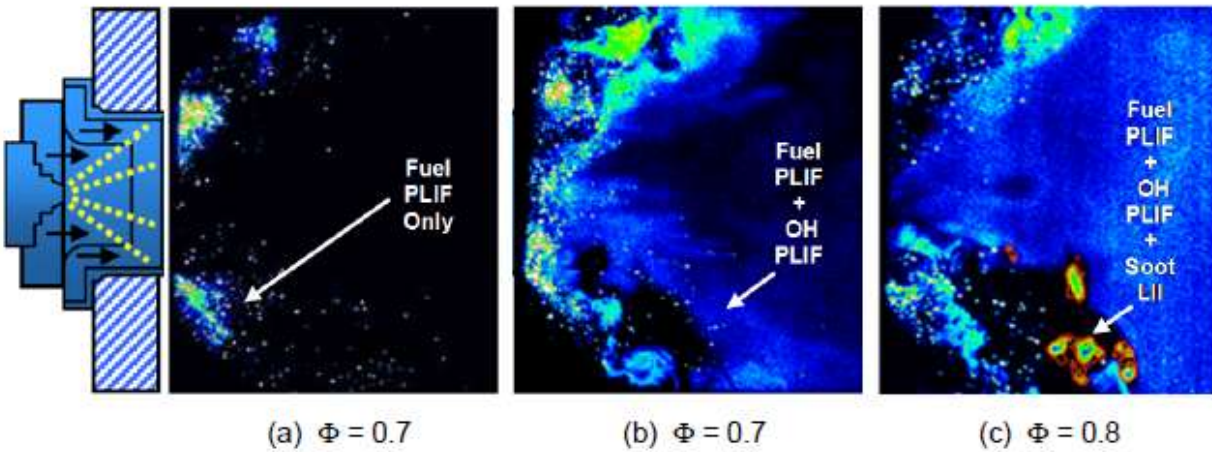 Fuel
PLIF
Only
Fuel
PLIF
+
OH
PLIF
Fuel
PLIF
+
OH
PLIF
+
Soot
LII
(a) Φ = 0.7
(b) Φ = 0.7
(c) Φ = 0.8